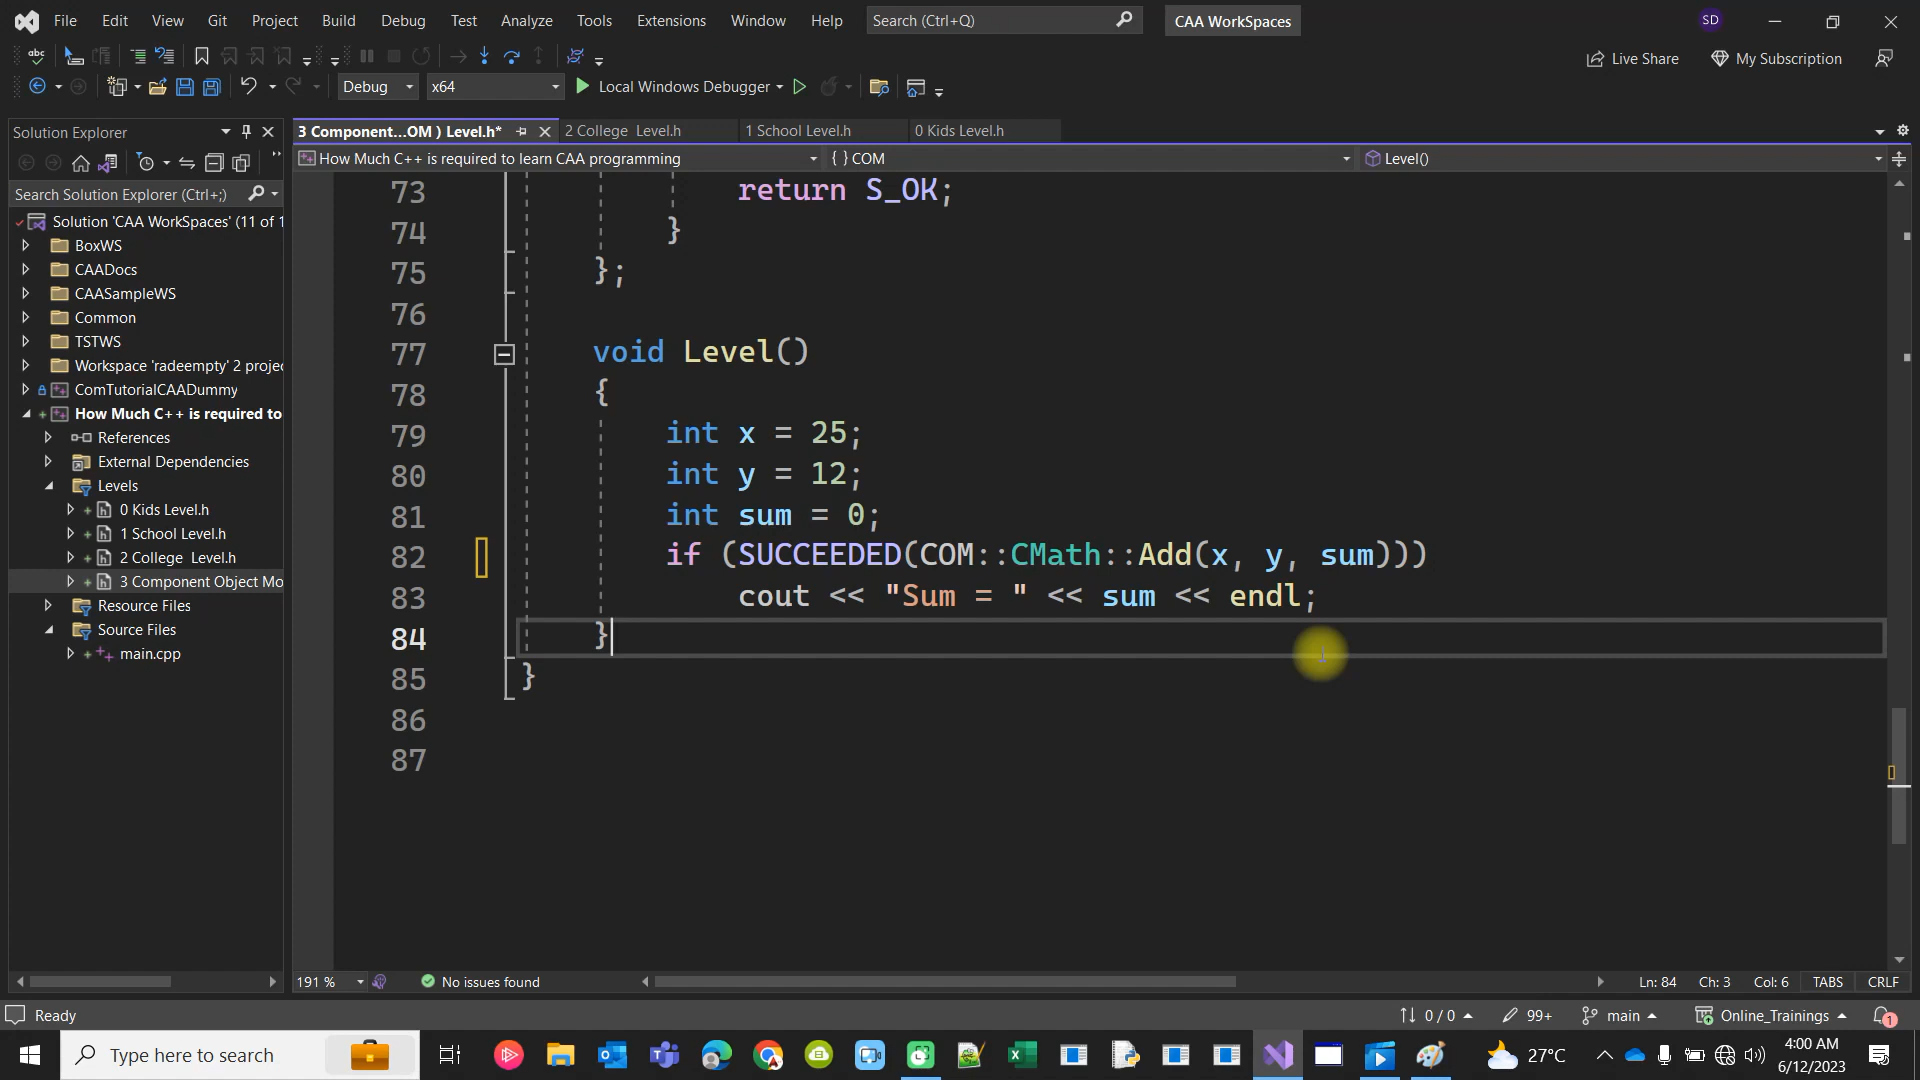 File Edit View Git Project Build Debug Test Analyze Tools Extensions Window Help Search (Ctrl+Q) CAA WorkSpaces SD
Live Share My Subscription
Debug x64 Local Windows Debugger
Solution Explorer
Search Solution Explorer (Ctrl+;)
Solution 'CAA WorkSpaces' (11 of 1
BoxWS
CAADocs
CAASampleWS
Common
TSTWS
Workspace 'radeempty' 2 projec
ComTutorialCAADummy
How Much C++ is required to
References
External Dependencies
Levels
0 Kids Level.h
1 School Level.h
2 College  Level.h
3 Component Object Mo
Resource Files
Source Files
main.cpp
3 Component...OM ) Level.h* 2 College  Level.h 1 School Level.h 0 Kids Level.h
How Much C++ is required to learn CAA programming { } COM Level()
73 return S_OK;
74 }
75 };
76
77 void Level()
78 {
79 int x = 25;
80 int y = 12;
81 int sum = 0;
82 if (SUCCEEDED(COM::CMath::Add(x, y, sum)))
83 cout << "Sum = " << sum << endl;
84 }
85 }
86
87
191 % No issues found Ln: 84 Ch: 3 Col: 6 TABS CRLF
Ready 0 / 0 99+ main Online_Trainings 1
Type here to search 27°C 4:00 AM
6/12/2023